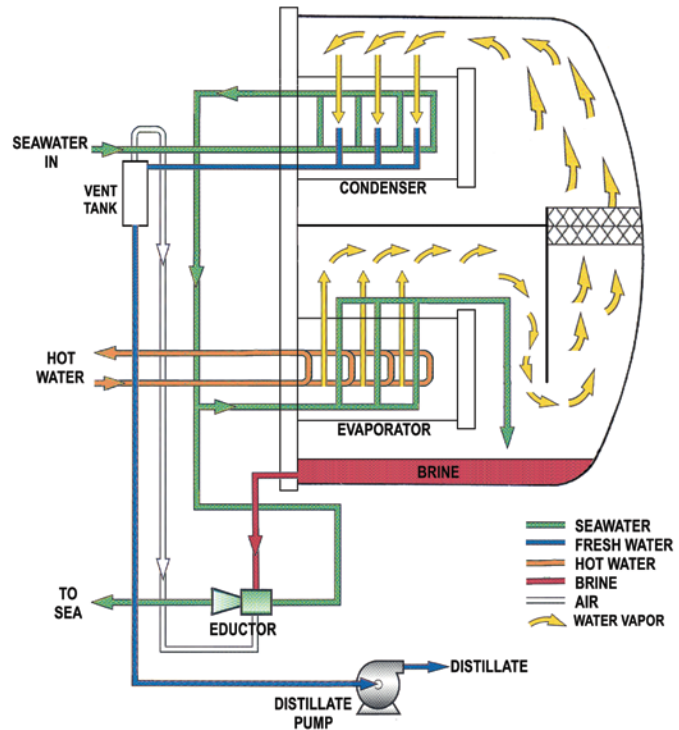 SEAWATER
IN
VENT
TANK
CONDENSER
HOT
WATER
EVAPORATOR
BRINE
SEAWATER
FRESH WATER
HOT WATER
BRINE
AIR
WATER VAPOR
TO
SEA
EDUCTOR
DISTILLATE
DISTILLATE
PUMP